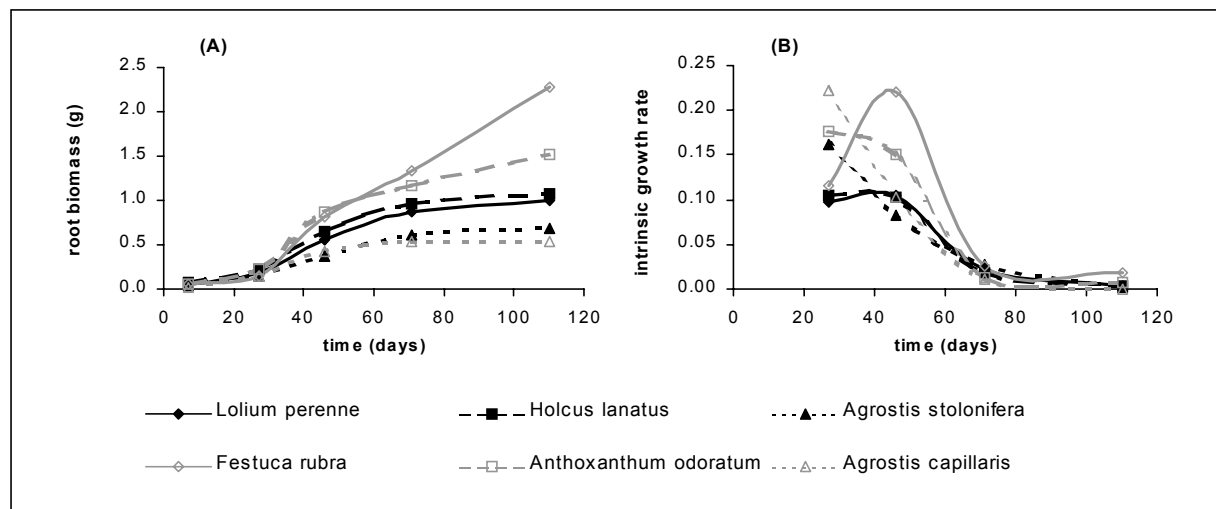 (A)
root biomass (g)
2.5
2.0
1.5
1.0
0.5
0.0
0 20 40 60 80 100 120
time (days)
(B)
intrinsic growth rate
0.25
0.20
0.15
0.10
0.05
0.00
0 20 40 60 80 100 120
time (days)
Lolium perenne
Holcus lanatus
Agrostis stolonifera
Festuca rubra
Anthoxanthum odoratum
Agrostis capillaris